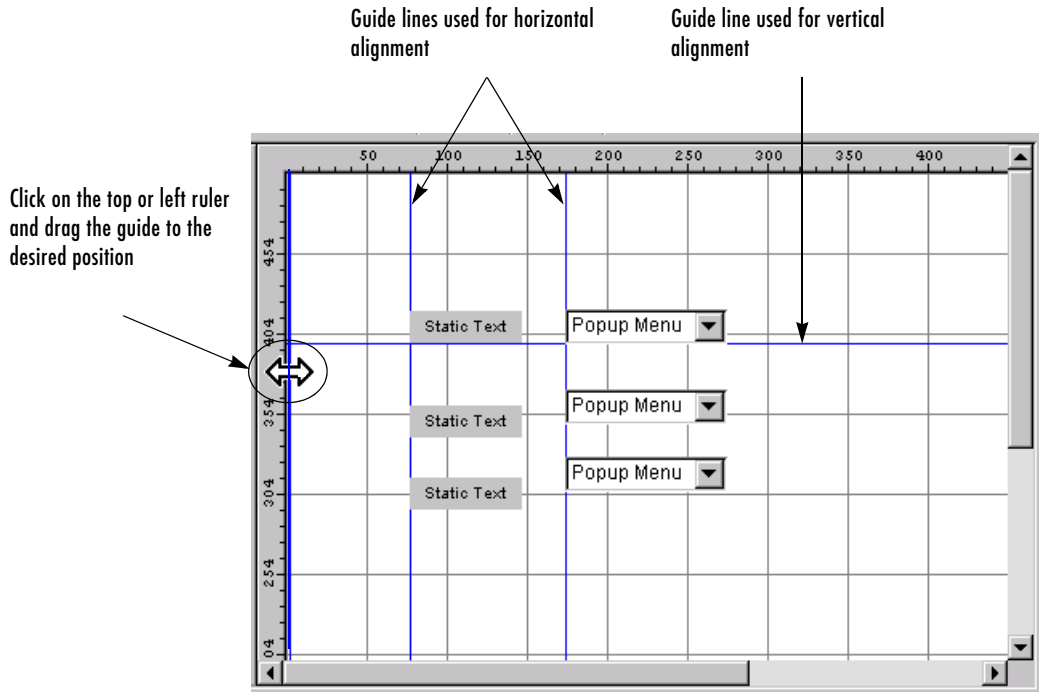 Guide lines used for horizontal
alignment
Guide line used for vertical
alignment
Click on the top or left ruler
and drag the guide to the
desired position
50 100 150 200 250 300 350 400
454
404
354
304
254
04
Static Text Popup Menu
Static Text Popup Menu
Static Text Popup Menu